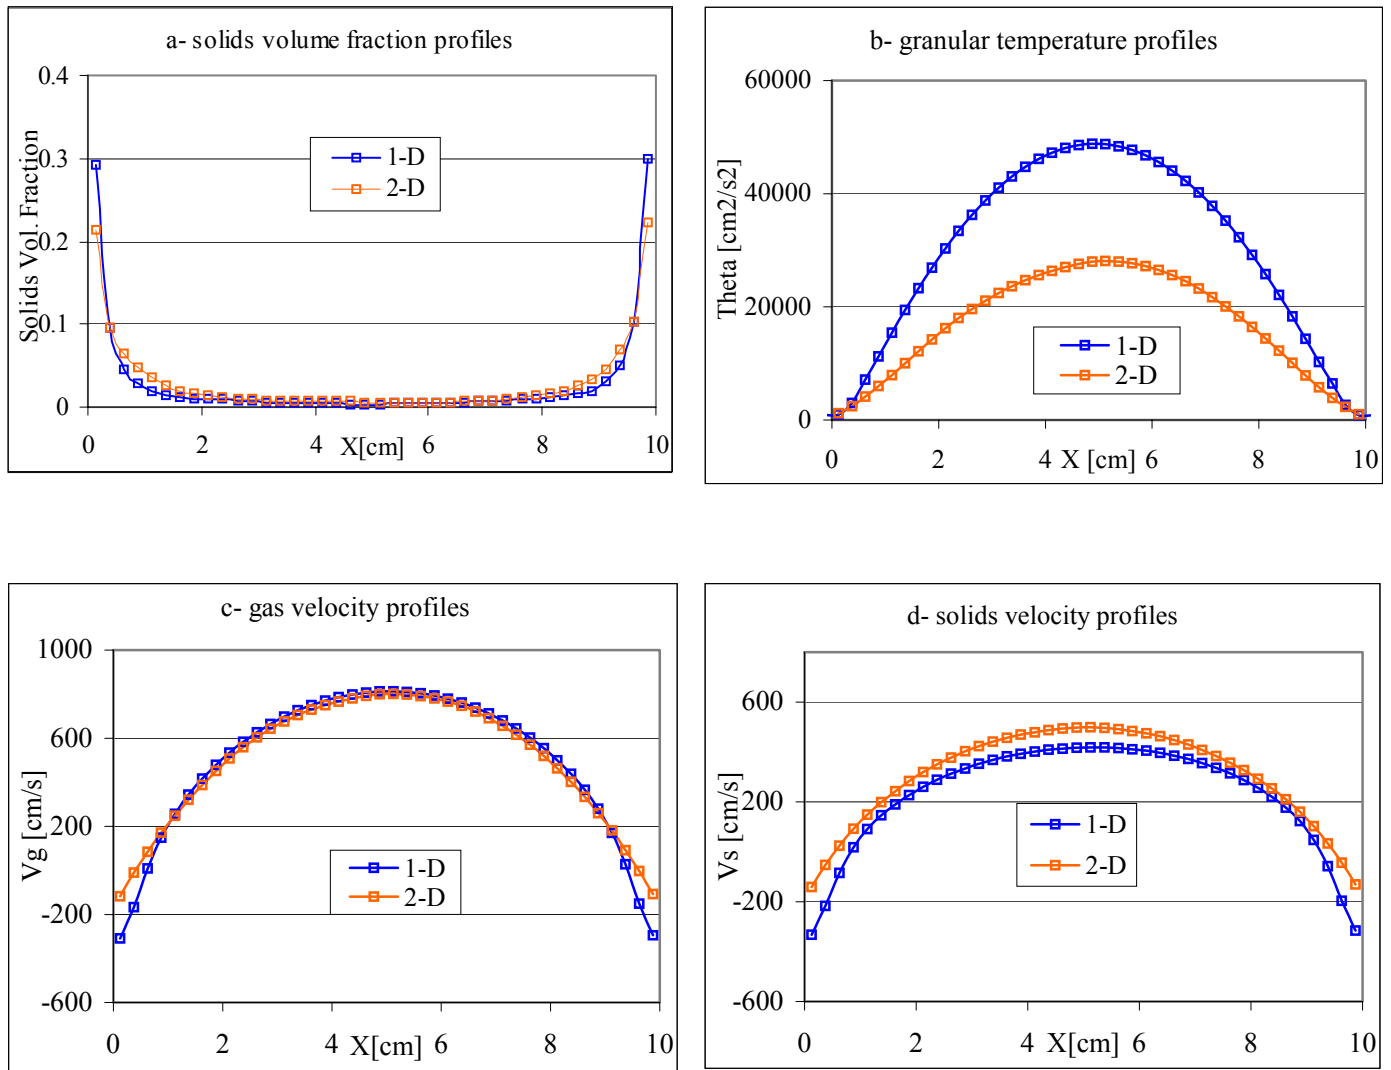 a- solids volume fraction profiles
0.4
0.3
0.2
0.1
0
Solids Vol. Fraction
1-D
2-D
0 2 4 X[cm] 6 8 10
b- granular temperature profiles
60000
40000
20000
0
Theta [cm2/s2]
1-D
2-D
0 2 4 X [cm] 6 8 10
c- gas velocity profiles
1000
600
200
-200
-600
Vg [cm/s]
1-D
2-D
0 2 4 X[cm] 6 8 10
d- solids velocity profiles
600
200
-200
-600
Vs [cm/s]
1-D
2-D
0 2 4 X[cm] 6 8 10